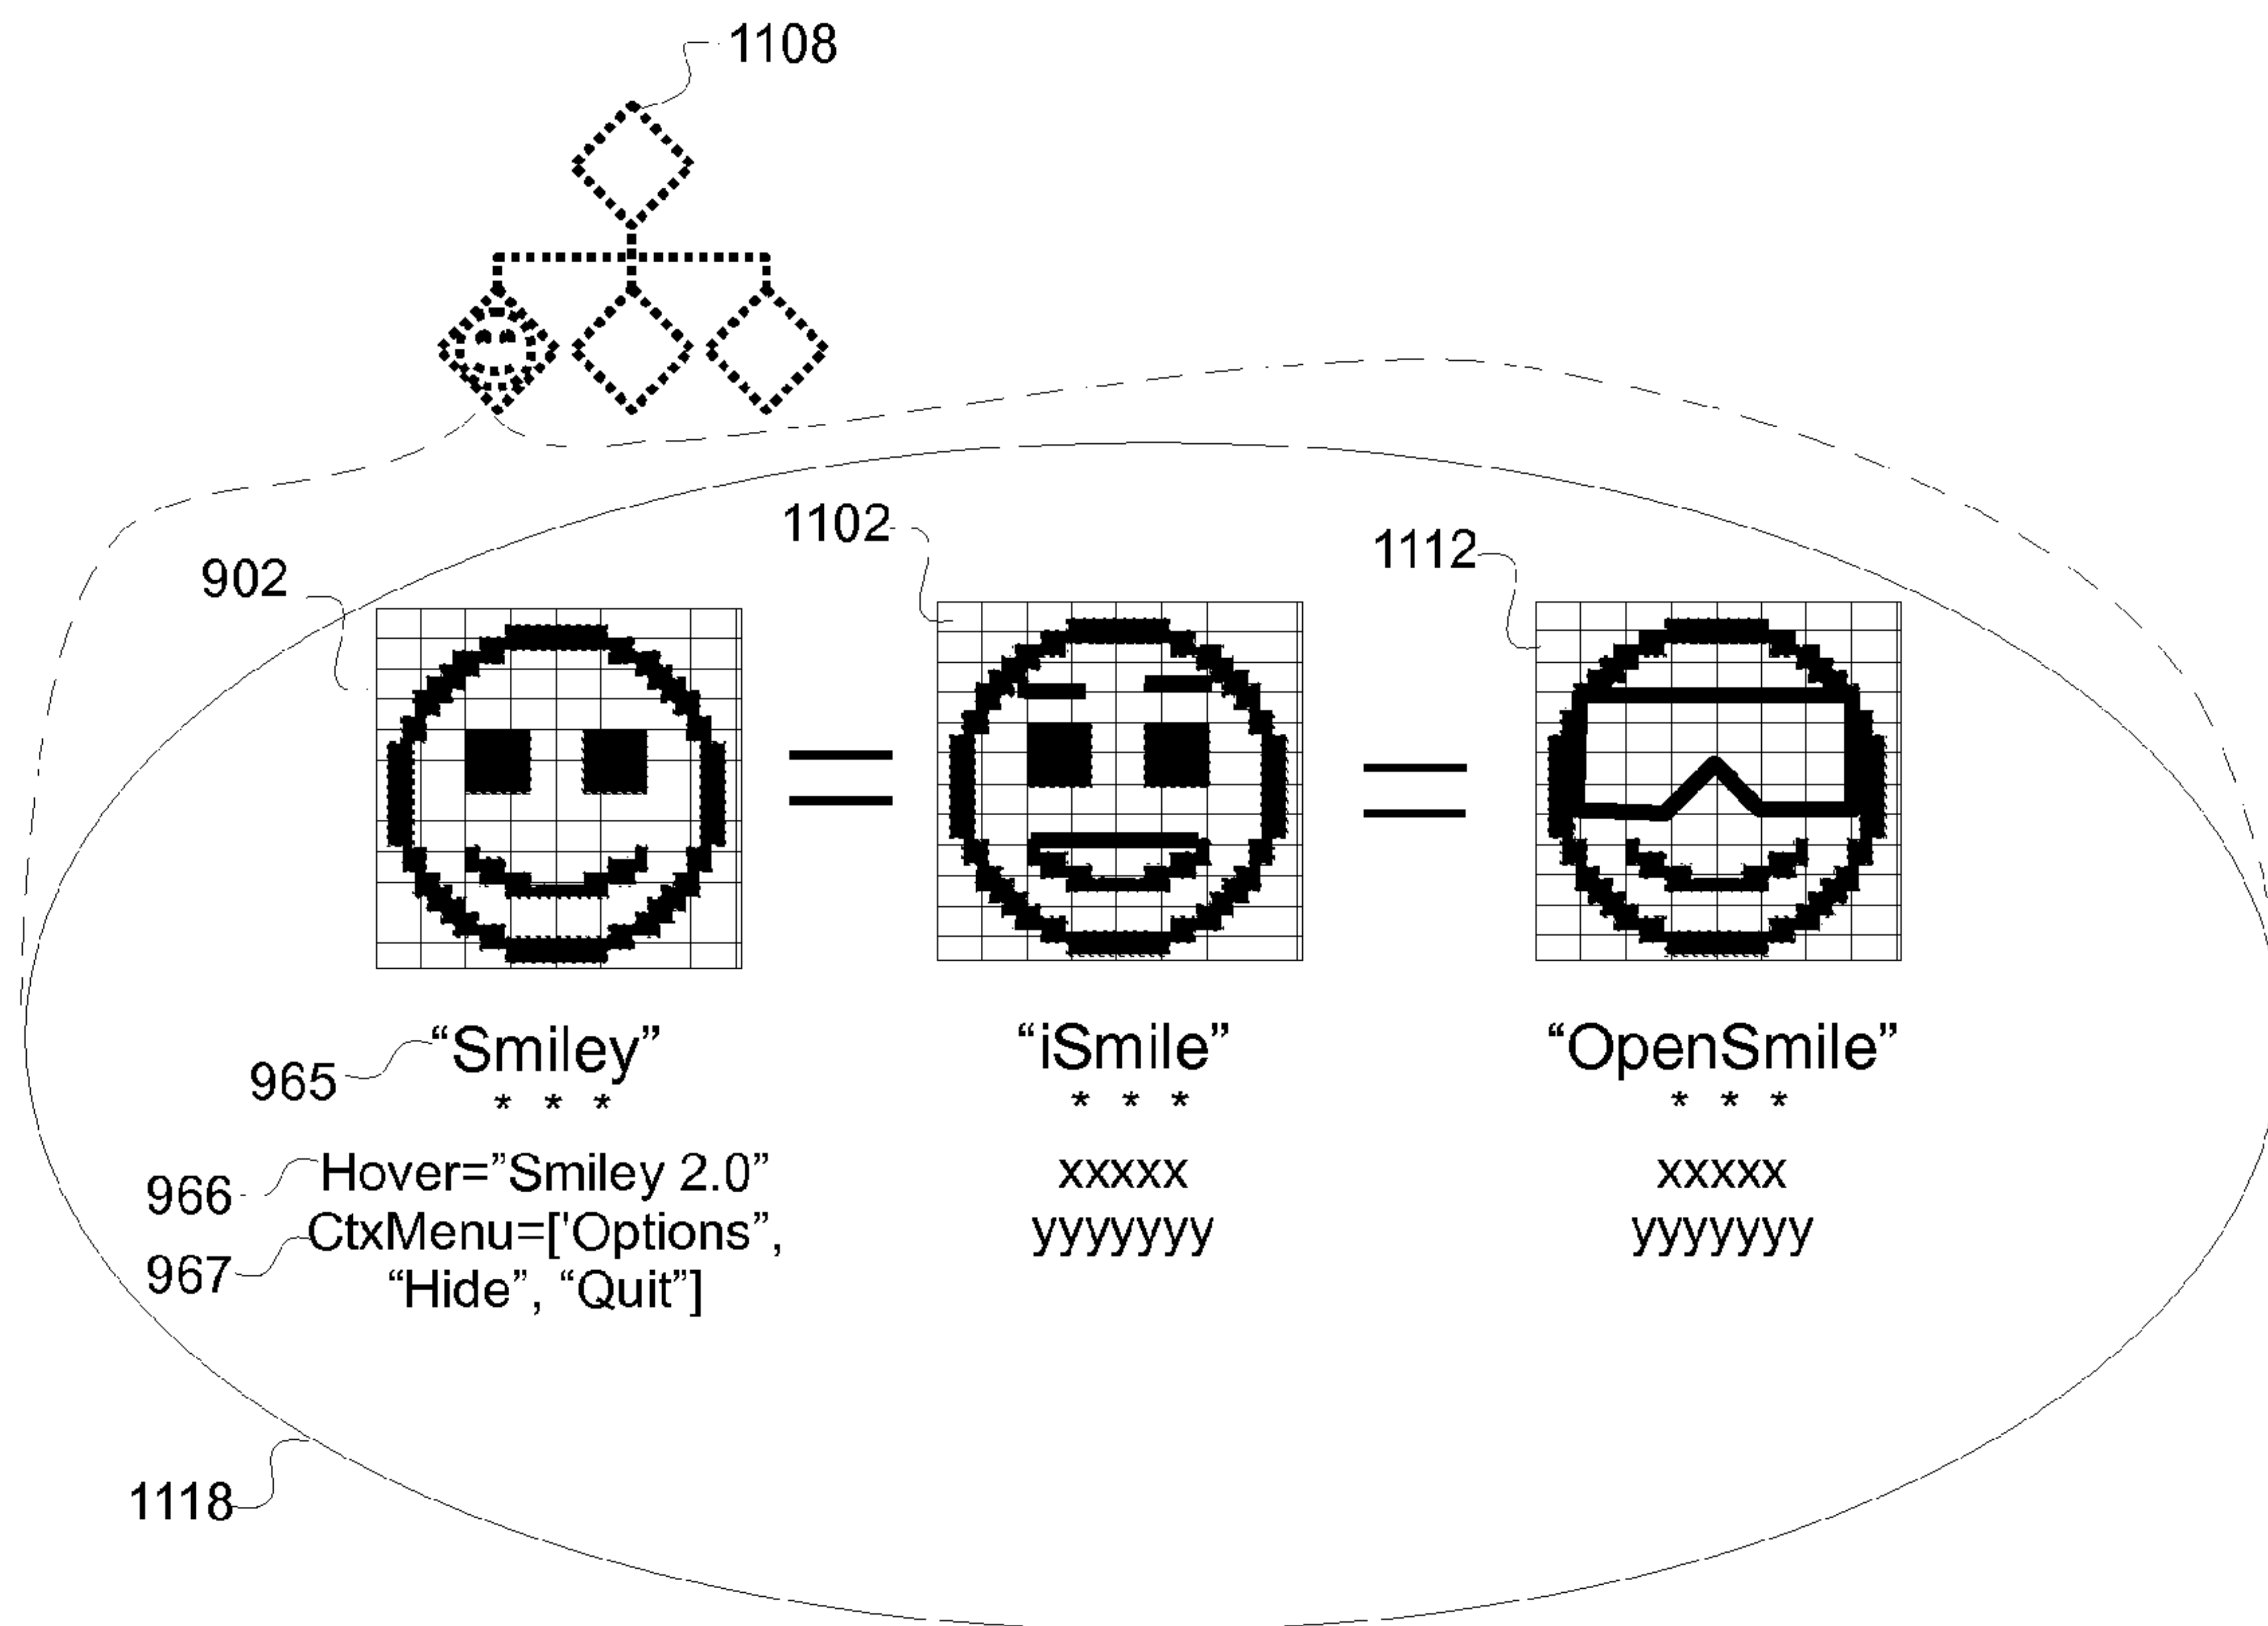 1108
1102
1112
902
“Smiley”
“iSmile”
“OpenSmile”
965
* * *
* * *
* * *
Hover=”Smiley 2.0”
xxxxx
xxxxx
966
CtxMenu=['Options”,
yyyyyyy
yyyyyyy
967
“Hide”, “Quit”]
1118